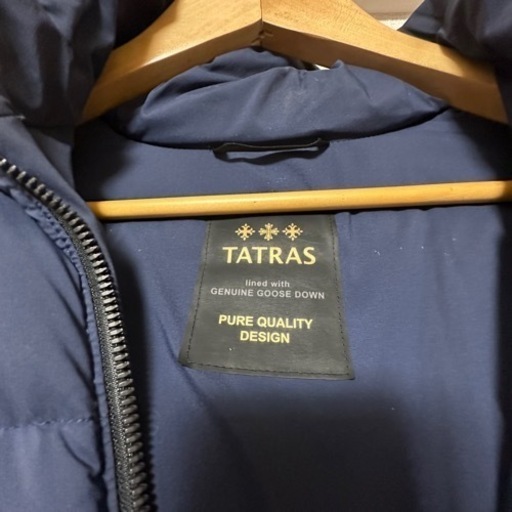 TATRAS
lined with
GENUINE GOOSE DOWN
PURE QUALITY
DESIGN